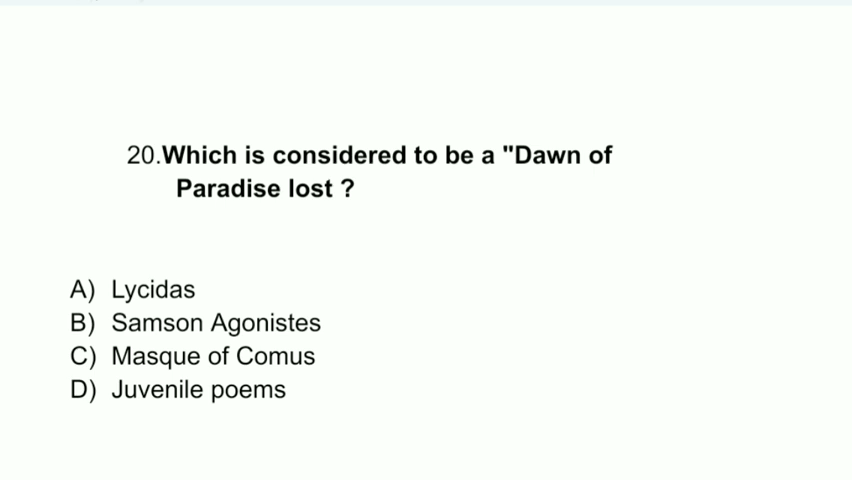 20.Which is considered to be a "Dawn of
Paradise lost ?
A) Lycidas
B) Samson Agonistes
C) Masque of Comus
D) Juvenile poems